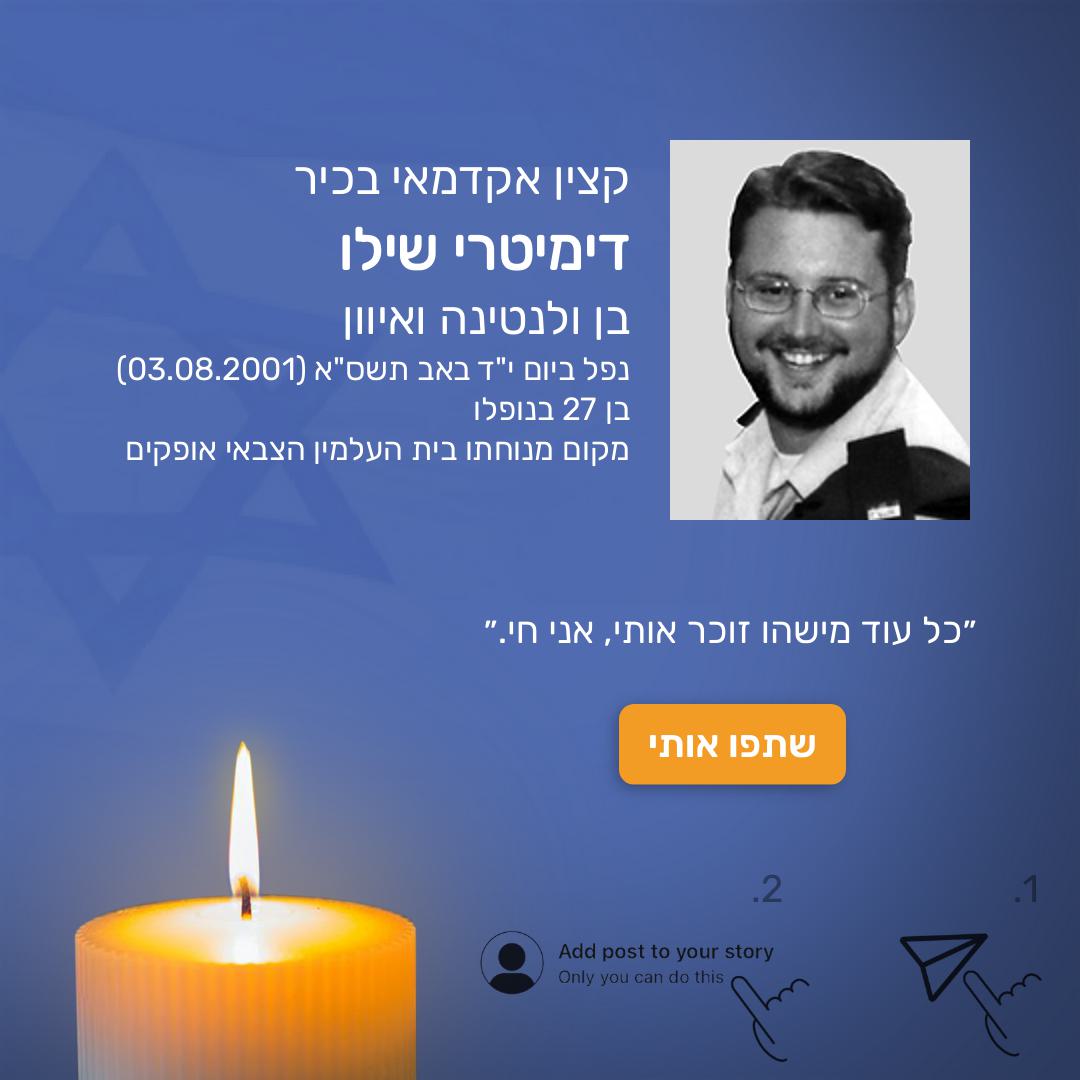 קצין אקדמאי בכיר
דימיטרי שילו
בן ולנטינה ואיוון
נפל ביום י"ד באב תשס"א (03.08.2001)
בן 27 בנופלו
מקום מנוחתו בית העלמין הצבאי אופקים
״כל עוד מישהו זוכר אותי, אני חי.״
שתפו אותי
1.
2.
Add post to your story
Only you can do this